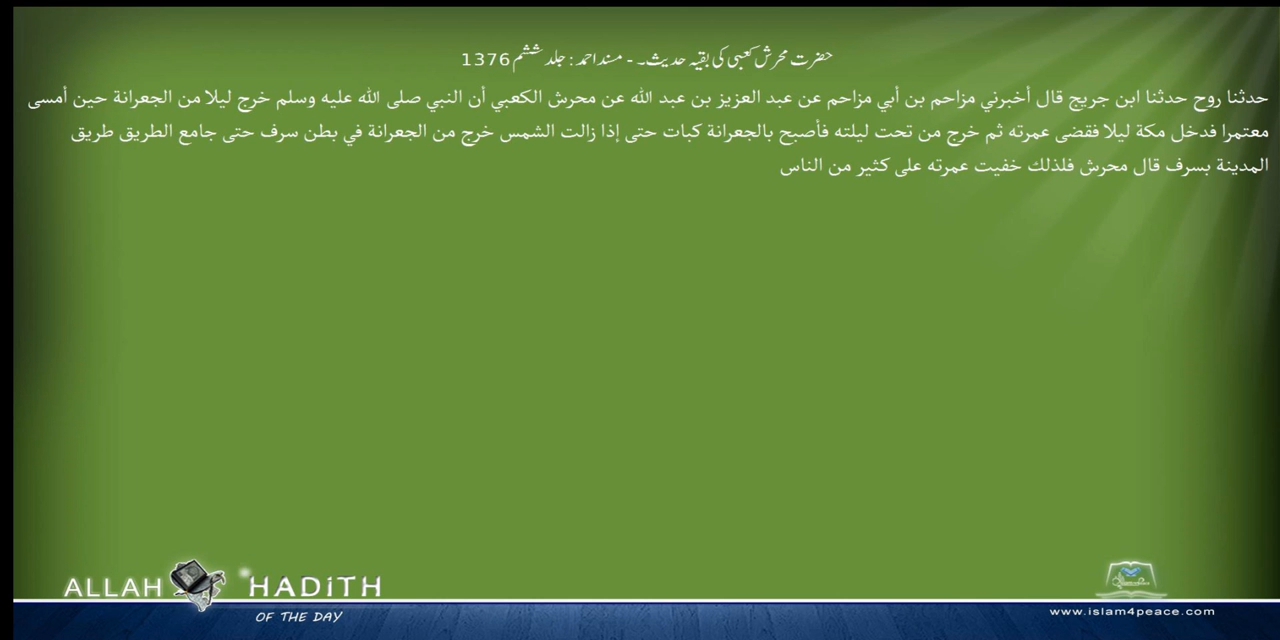 حضرت محرش کعبی کی بقیہ حدیث۔ - مسند احمد : جلد ششم 1376
حدثنا روح حدثنا ابن جريج قال أخبرني مزاحم بن أبي مزاحم عن عبد العزيز بن عبد الله عن محرش الكعبي أن النبي صلى الله عليه وسلم خرج ليلا من الجعرانة حين أمسى
معتمرا فدخل مكة ليلا فقضى عمرته ثم خرج من تحت ليلته فأصبح بالجعرانة كبات حتى إذا زالت الشمس خرج من الجعرانة في بطن سرف حتى جامع الطريق طريق
المدينة بسرف قال محرش فلذلك خفيت عمرته على كثير من الناس
ALLAH HADITH
OF THE DAY
www.islam4peace.com